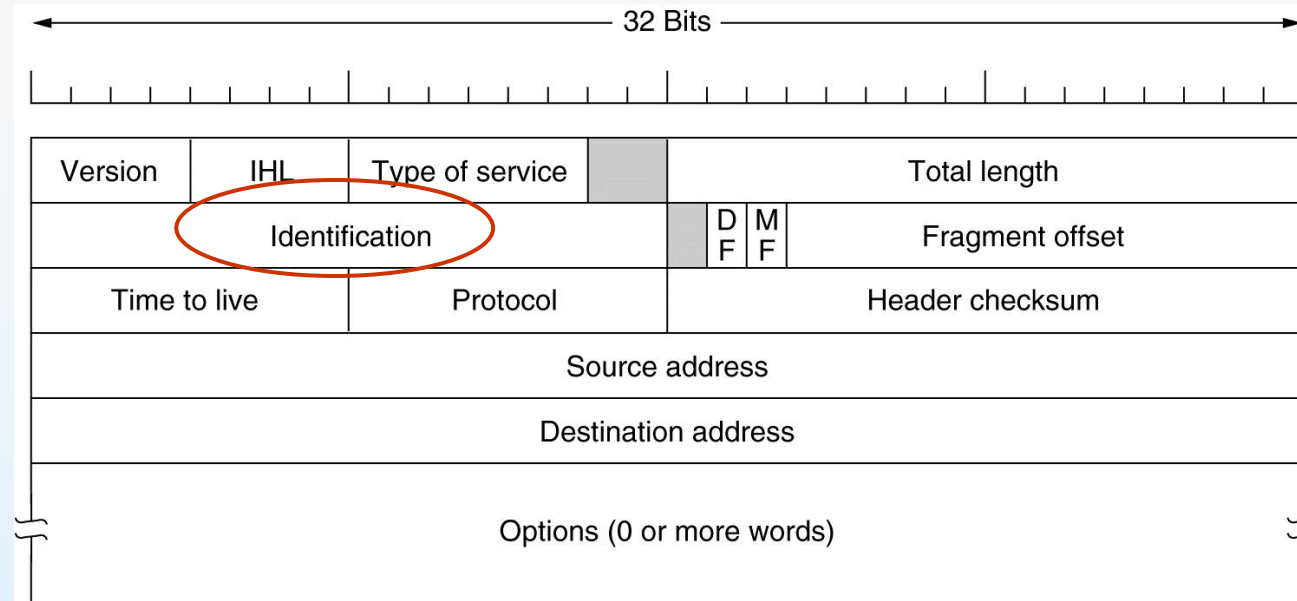 32 Bits
Version IHL Type of service Total length
Identification D F M F Fragment offset
Time to live Protocol Header checksum
Source address
Destination address
Options (0 or more words)